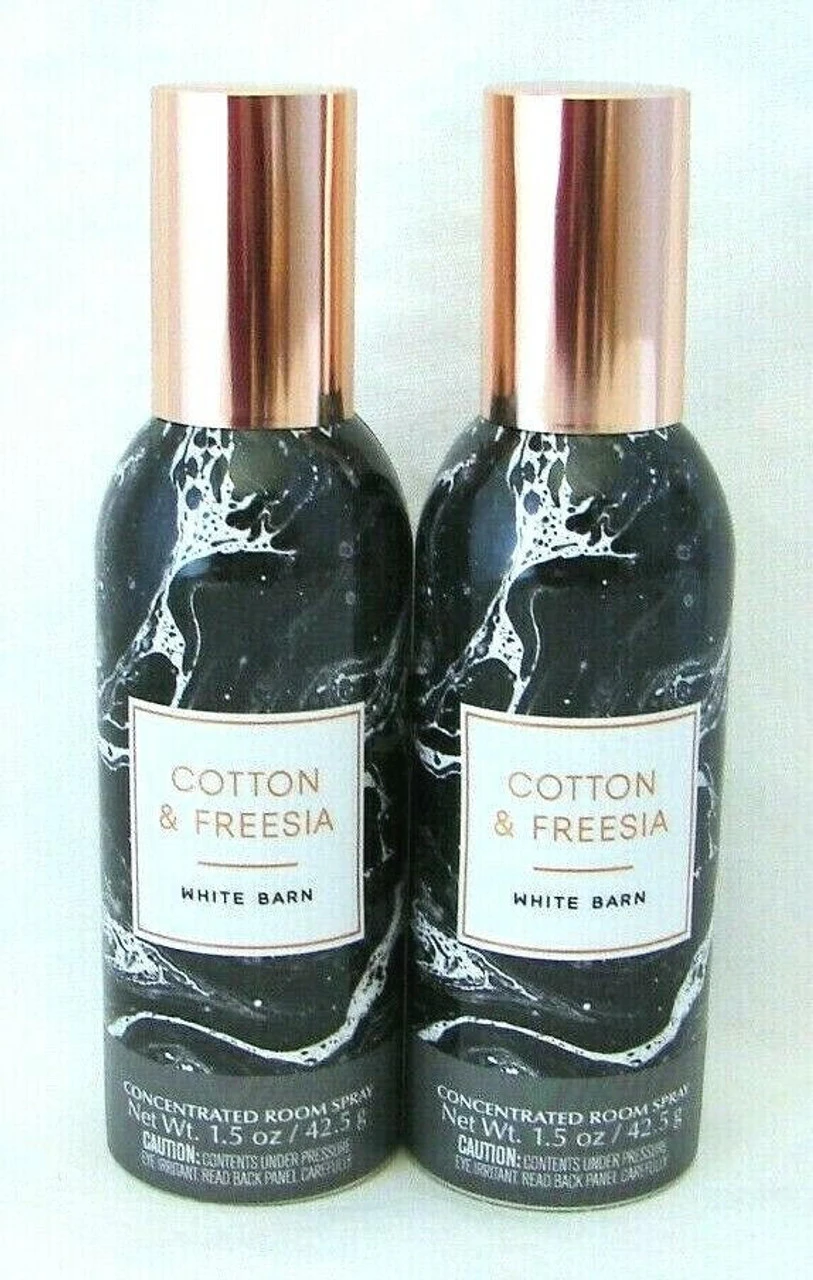 COTTON
& FREESIA
WHITE BARN
CONCENTRATED ROOM SPRAY
Net Wt. 1.5 oz / 42.5 g
CAUTION: CONTENTS UNDER PRESSURE.
EYE IRRITANT. READ BACK PANEL CAREFULLY.
COTTON
& FREESIA
WHITE BARN
CONCENTRATED ROOM SPRAY
Net Wt. 1.5 oz / 42.5 g
CAUTION: CONTENTS UNDER PRESSURE.
EYE IRRITANT. READ BACK PANEL CAREFULLY.